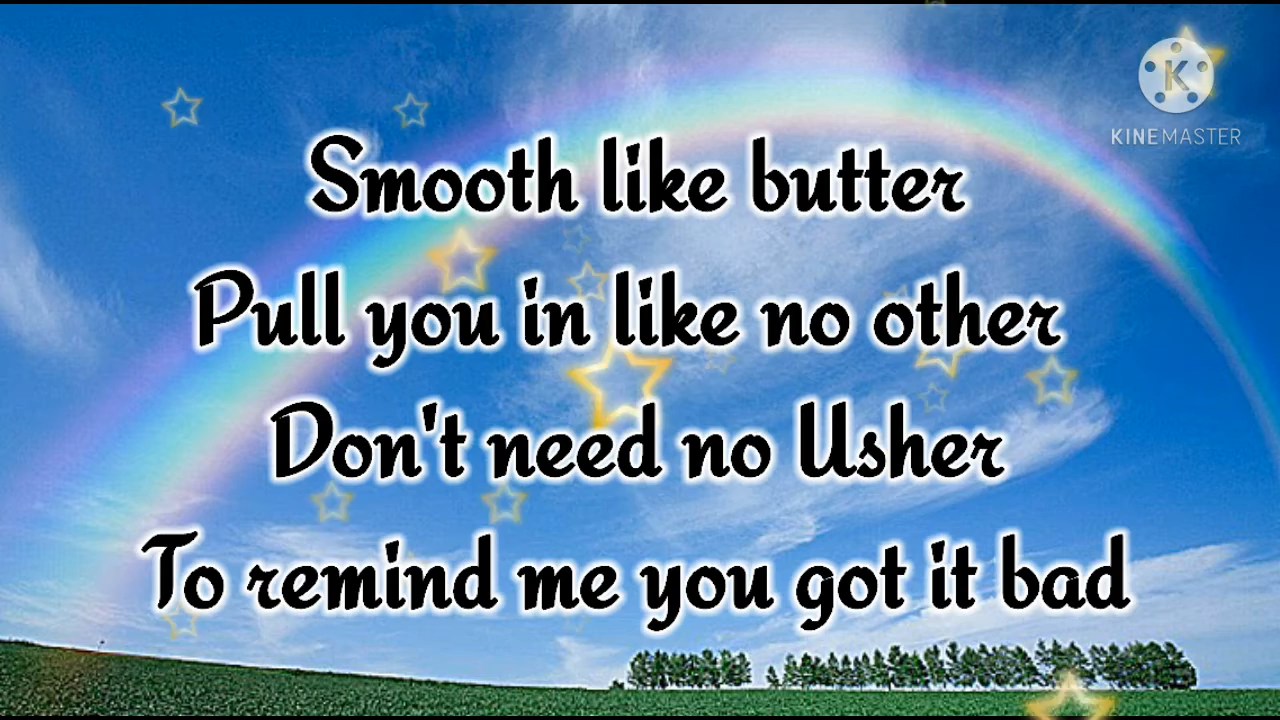 KINEMASTER
Smooth like butter
Pull you in like no other
Don't need no Usher
To remind me you got it bad